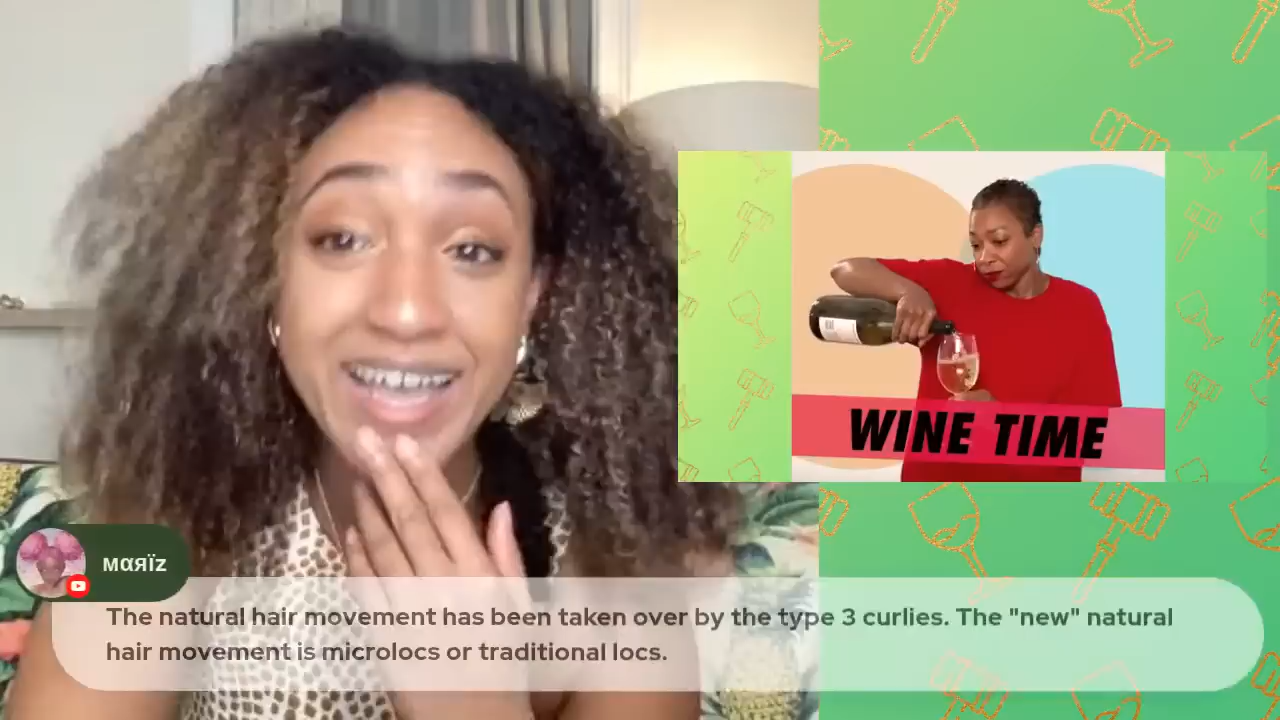 WINE TIME
мαяïz
The natural hair movement has been taken over by the type 3 curlies. The "new" natural
hair movement is microlocs or traditional locs.